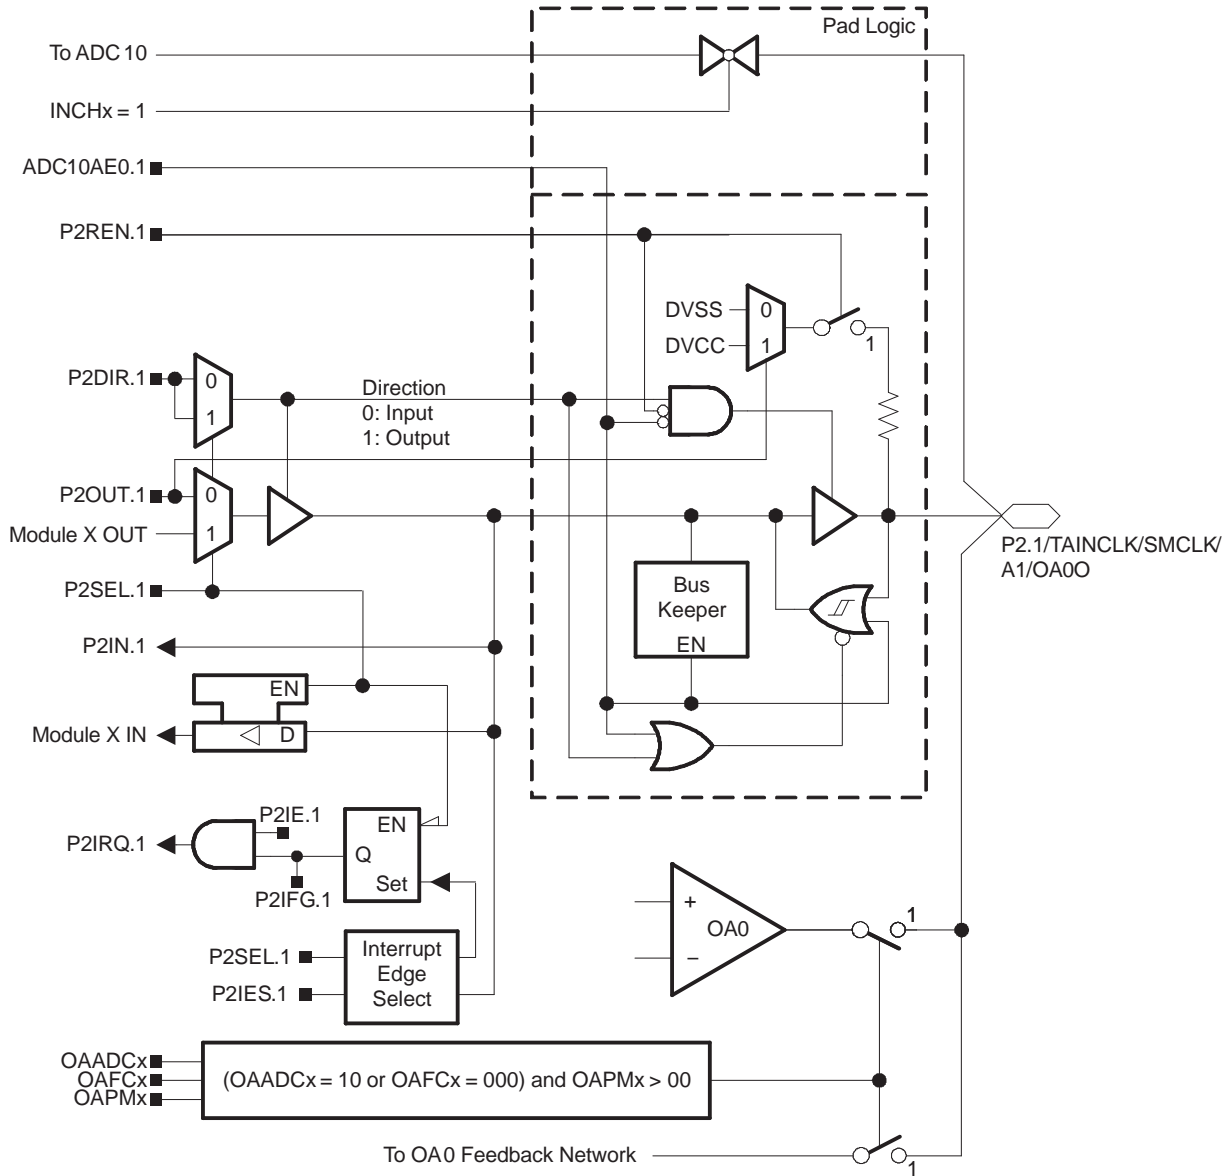 Pad Logic
To ADC 10
INCHx = 1
ADC10AE0.1
P2REN.1
DVSS
0
DVCC
1
1
P2DIR.1
0
1
Direction
0: Input
1: Output
P2OUT.1
0
Module X OUT
1
P2SEL.1
P2IN.1
Bus
Keeper
EN
P2.1/TAINCLK/SMCLK/
A1/OA0O
EN
Module X IN
D
P2IE.1
P2IRQ.1
EN
Q
Set
P2IFG.1
P2SEL.1
P2IES.1
Interrupt
Edge
Select
+
OA0
−
1
OAADCx
OAFCx
OAPMx
(OAADCx = 10 or OAFCx = 000) and OAPMx > 00
To OA0 Feedback Network
1